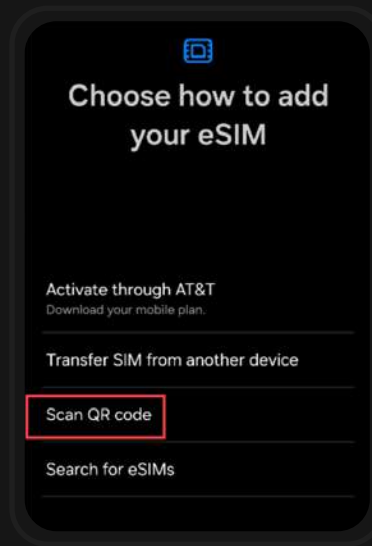 Choose how to add
your eSIM
Activate through AT&T
Download your mobile plan.
Transfer SIM from another device
Scan QR code
Search for eSIMs